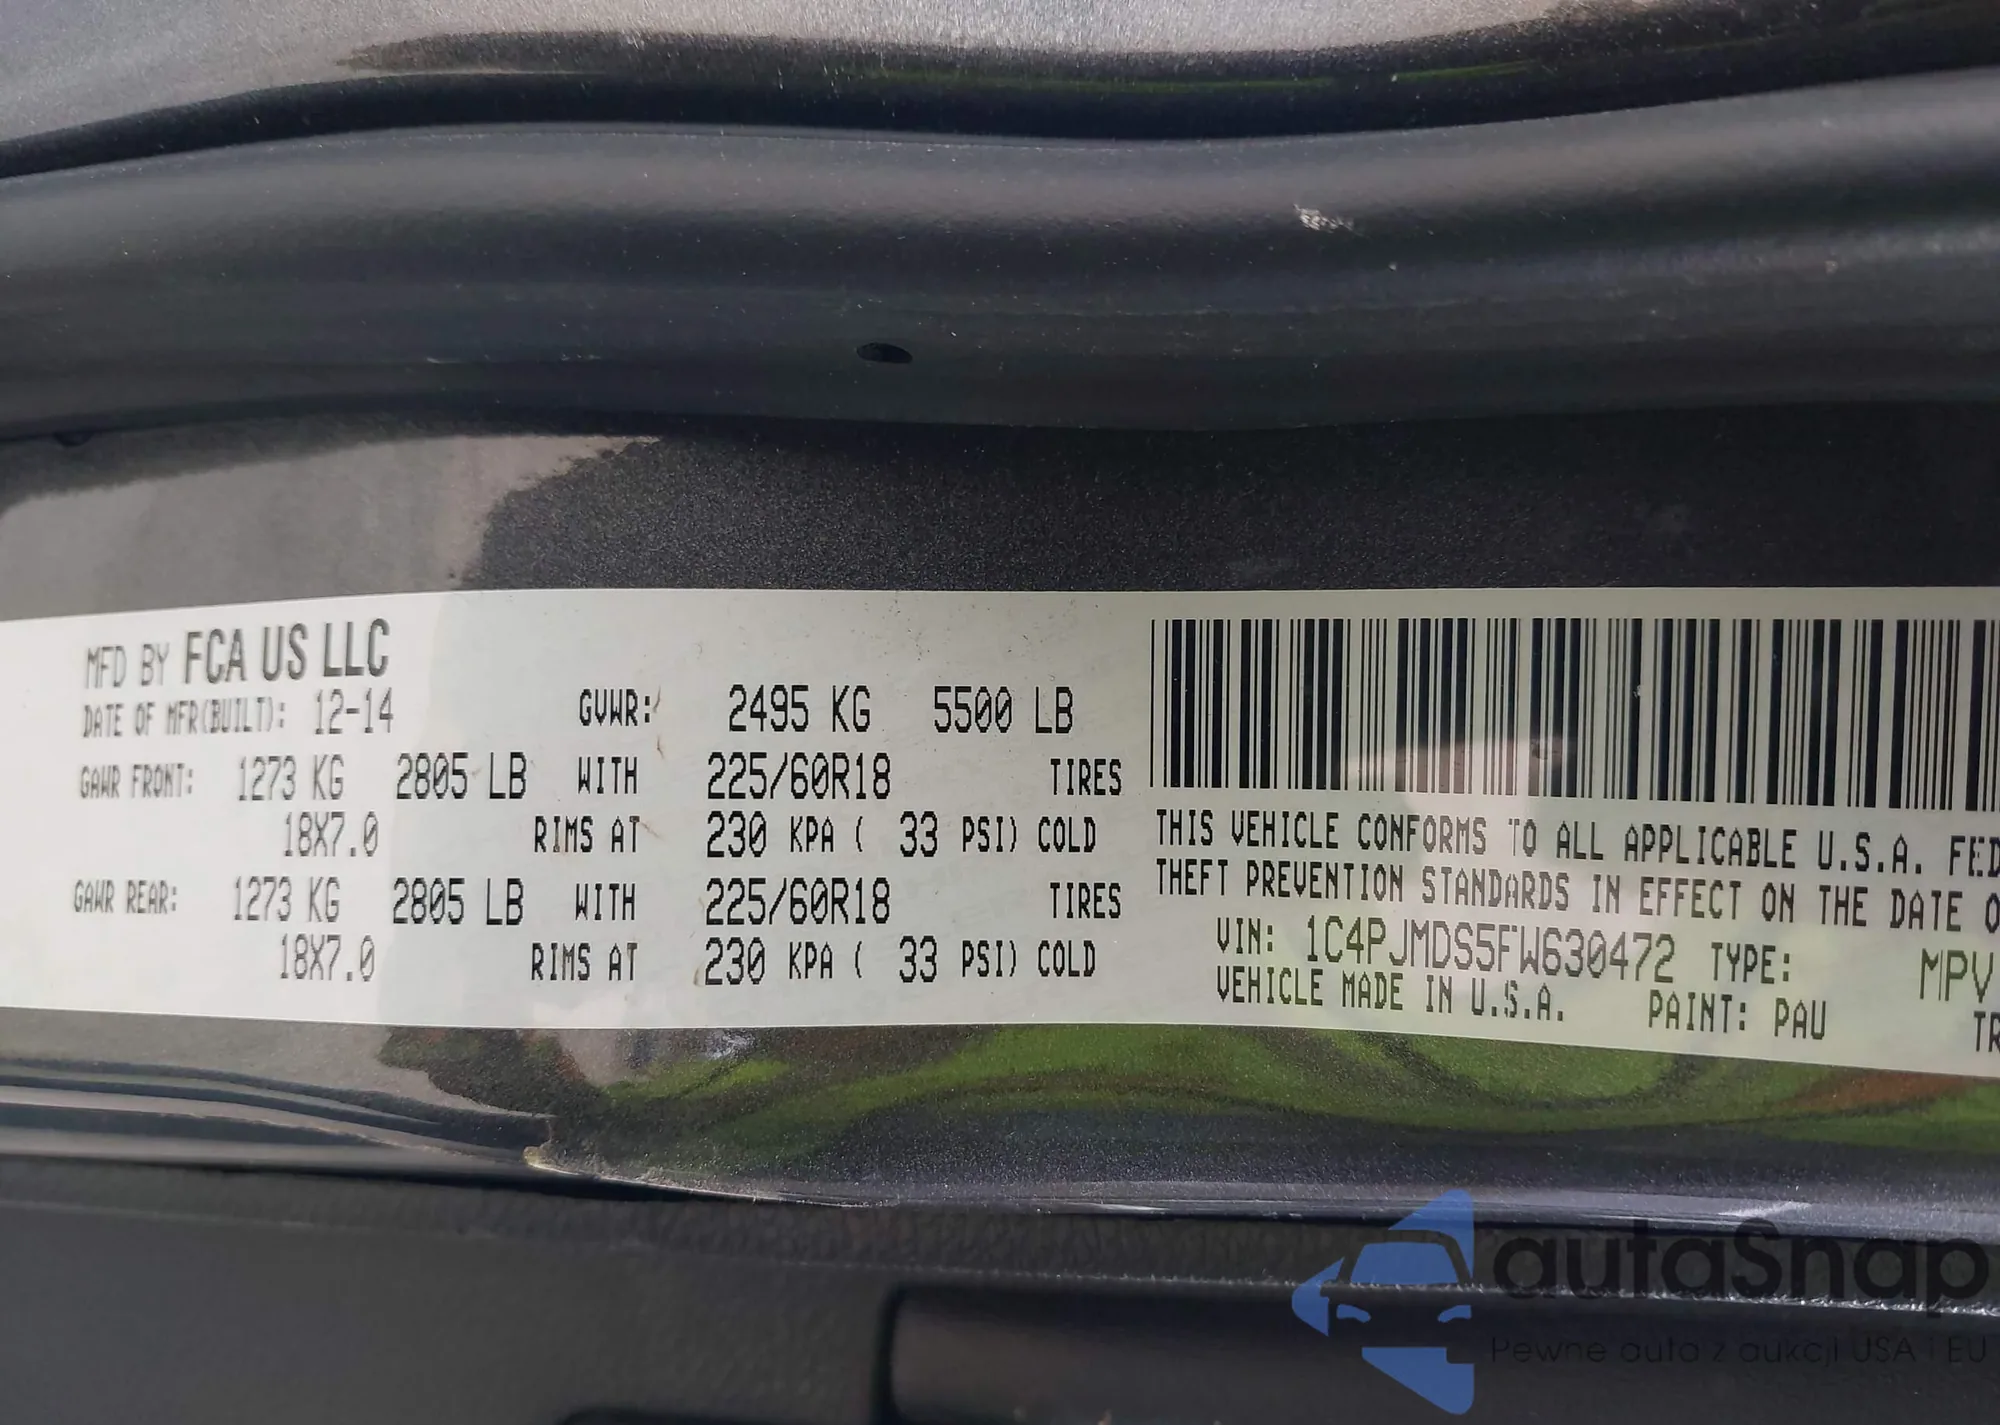 MFD BY FCA US LLC
DATE OF MFR(BUILT): 12-14 GVWR: 2495 KG 5500 LB
GAWR FRONT: 1273 KG 2805 LB WITH 225/60R18 TIRES
18X7.0 RIMS AT 230 KPA ( 33 PSI) COLD
GAWR REAR: 1273 KG 2805 LB WITH 225/60R18 TIRES
18X7.0 RIMS AT 230 KPA ( 33 PSI) COLD
THIS VEHICLE CONFORMS TO ALL APPLICABLE U.S.A. FED
THEFT PREVENTION STANDARDS IN EFFECT ON THE DATE O
VIN: 1C4PJMDS5FW630472 TYPE: MPV
VEHICLE MADE IN U.S.A. PAINT: PAU TR
autaSnap
Pewne auta z aukcji USA i EU